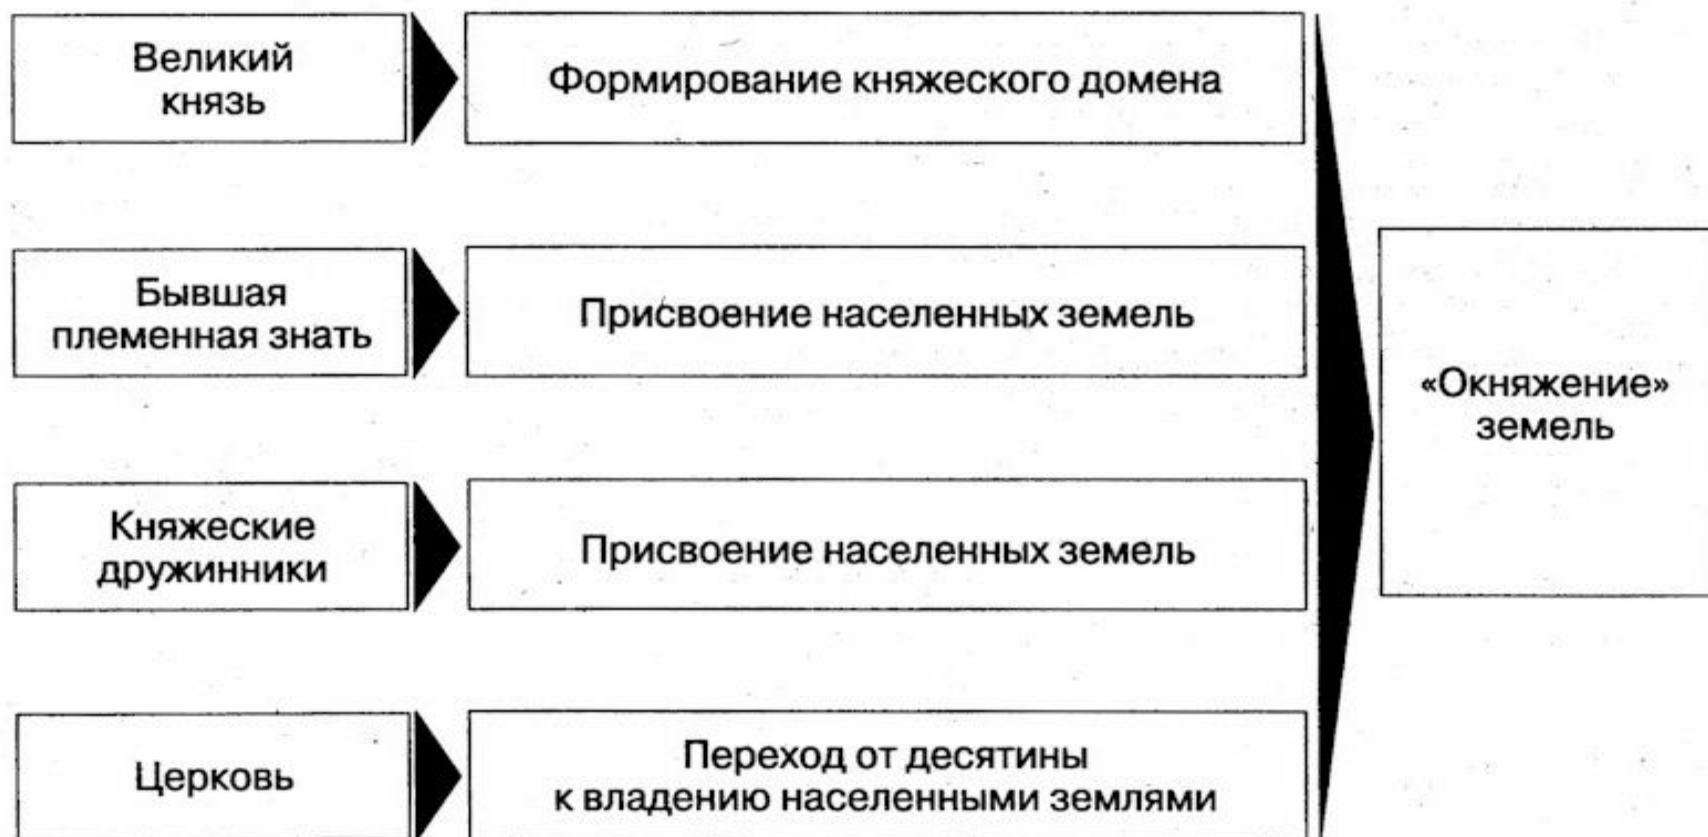 Великий
князь
Формирование княжеского домена
Бывшая
племенная знать
Присвоение населенных земель
Княжеские
дружинники
Присвоение населенных земель
Церковь
Переход от десятины
к владению населенными землями
«Окняжение»
земель